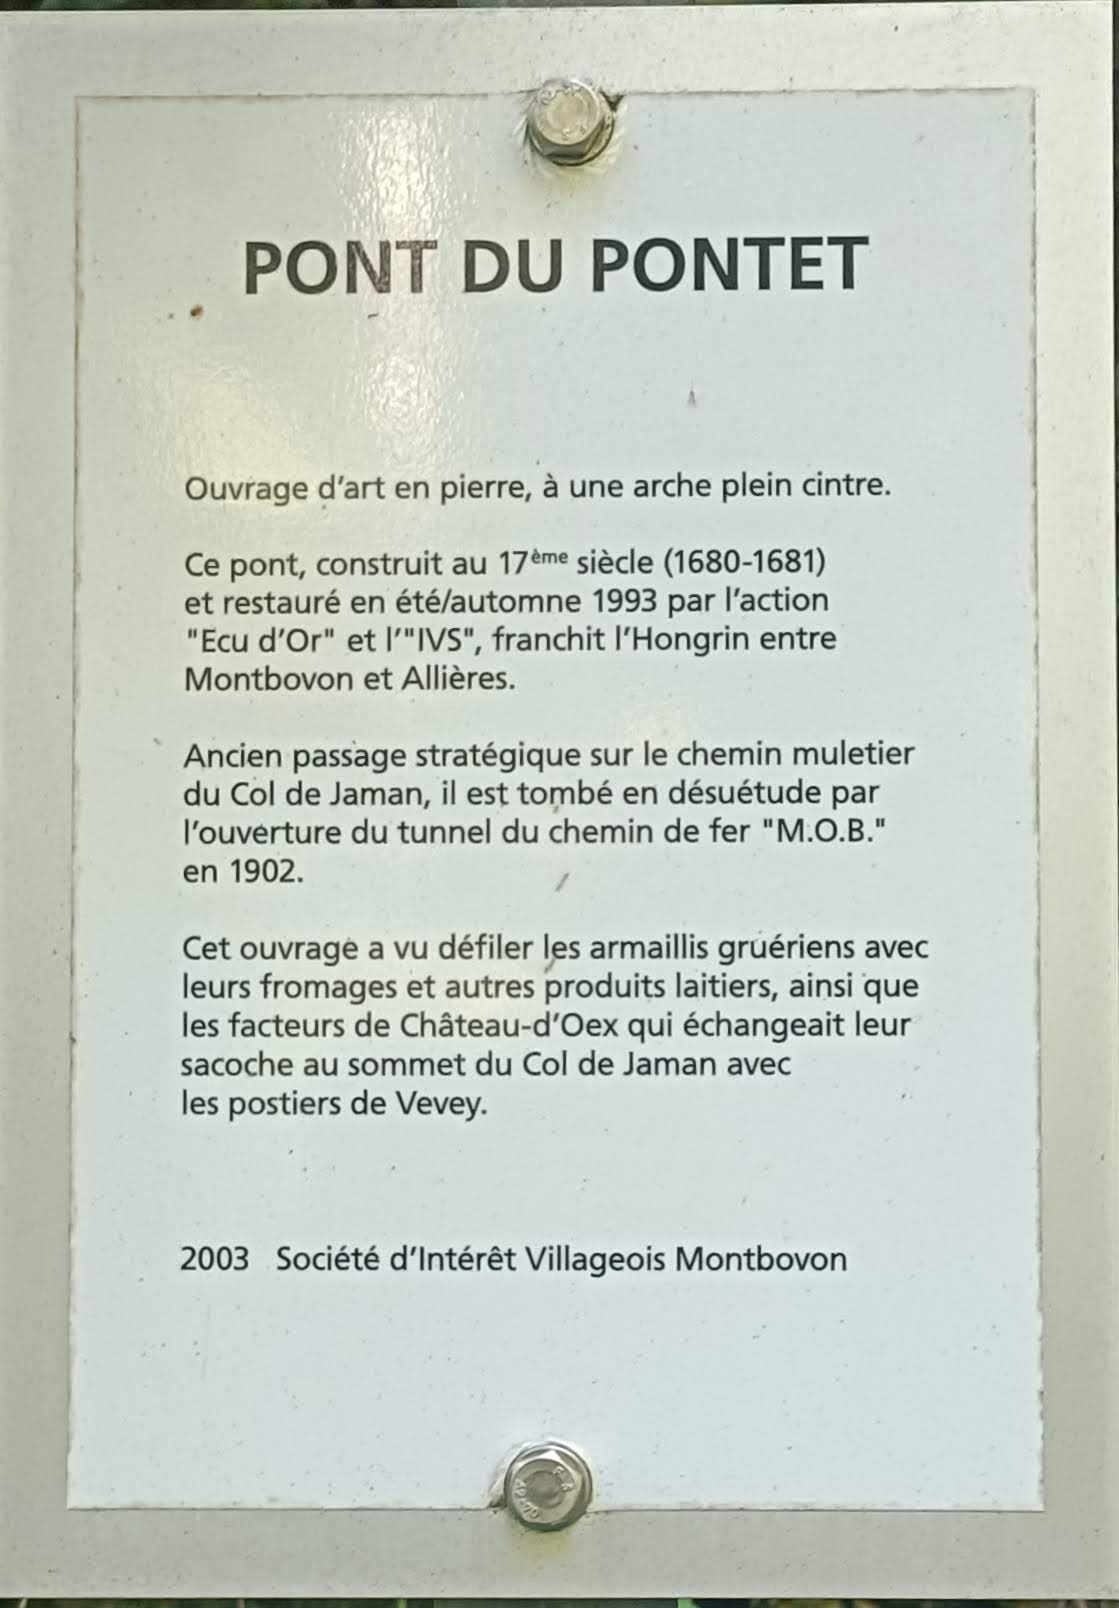 PONT DU PONTET
Ouvrage d'art en pierre, à une arche plein cintre.
Ce pont, construit au 17ème siècle (1680-1681)
et restauré en été/automne 1993 par l'action
"Ecu d'Or" et l'"IVS", franchit l'Hongrin entre
Montbovon et Allières.
Ancien passage stratégique sur le chemin muletier
du Col de Jaman, il est tombé en désuétude par
l'ouverture du tunnel du chemin de fer "M.O.B."
en 1902.
Cet ouvrage a vu défiler les armaillis gruériens avec
leurs fromages et autres produits laitiers, ainsi que
les facteurs de Château-d'Oex qui échangeait leur
sacoche au sommet du Col de Jaman avec
les postiers de Vevey.
2003 Société d'Intérêt Villageois Montbovon